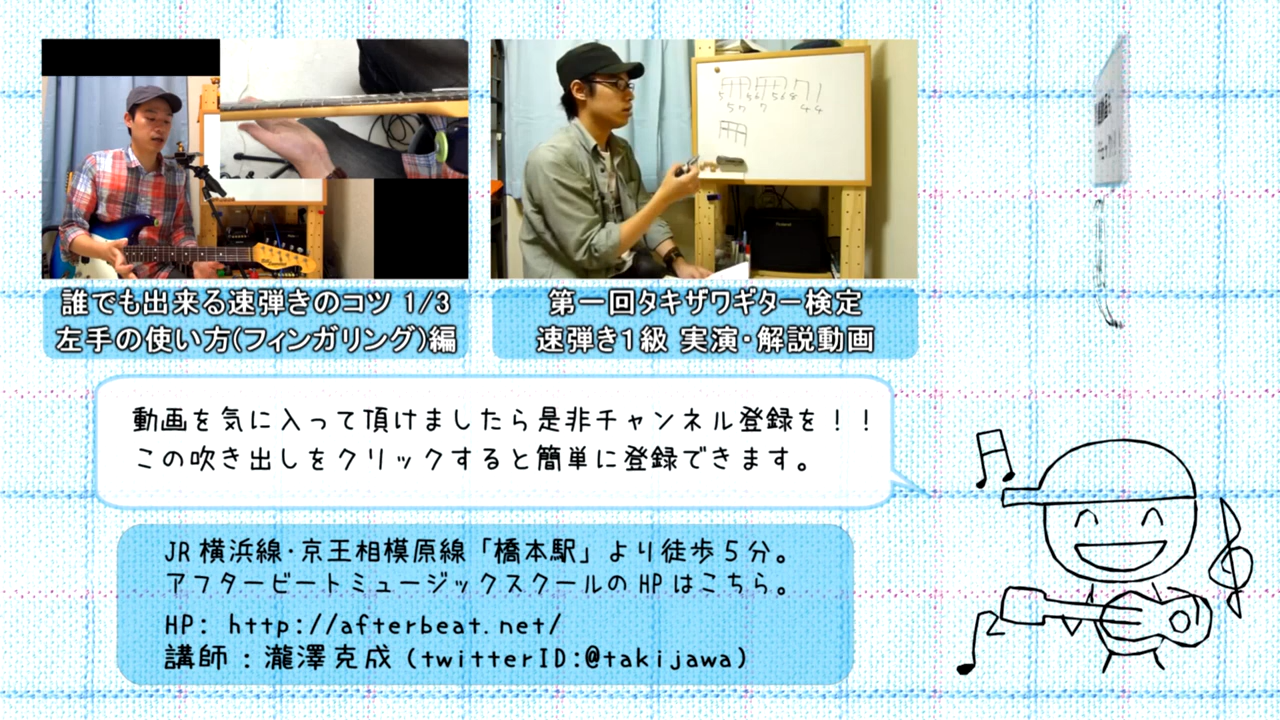 誰でも出来る速弾きのコツ 1/3
左手の使い方(フィンガリング)編
第一回タキザワギター検定
速弾き1級 実演・解説動画
動画を気に入って頂けましたら是非チャンネル登録を！！
この吹き出しをクリックすると簡単に登録できます。
JR横浜線・京王相模原線「橋本駅」より徒歩5分。
アフタービートミュージックスクールのHPはこちら。
HP: http://afterbeat.net/
講師：瀧澤克成(twitterID:@takijawa)